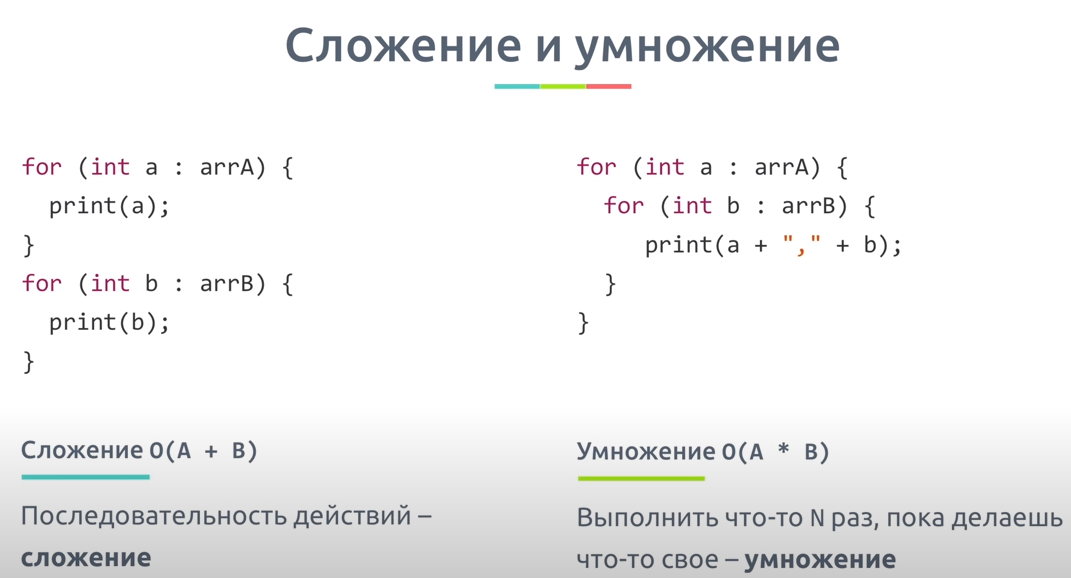 Сложение и умножение
for (int a : arrA) {
  print(a);
}
for (int b : arrB) {
  print(b);
}
Сложение O(A + B)
Последовательность действий –
сложение
for (int a : arrA) {
  for (int b : arrB) {
     print(a + "," + b);
  }
}
Умножение O(A * B)
Выполнить что-то N раз, пока делаешь
что-то свое – умножение